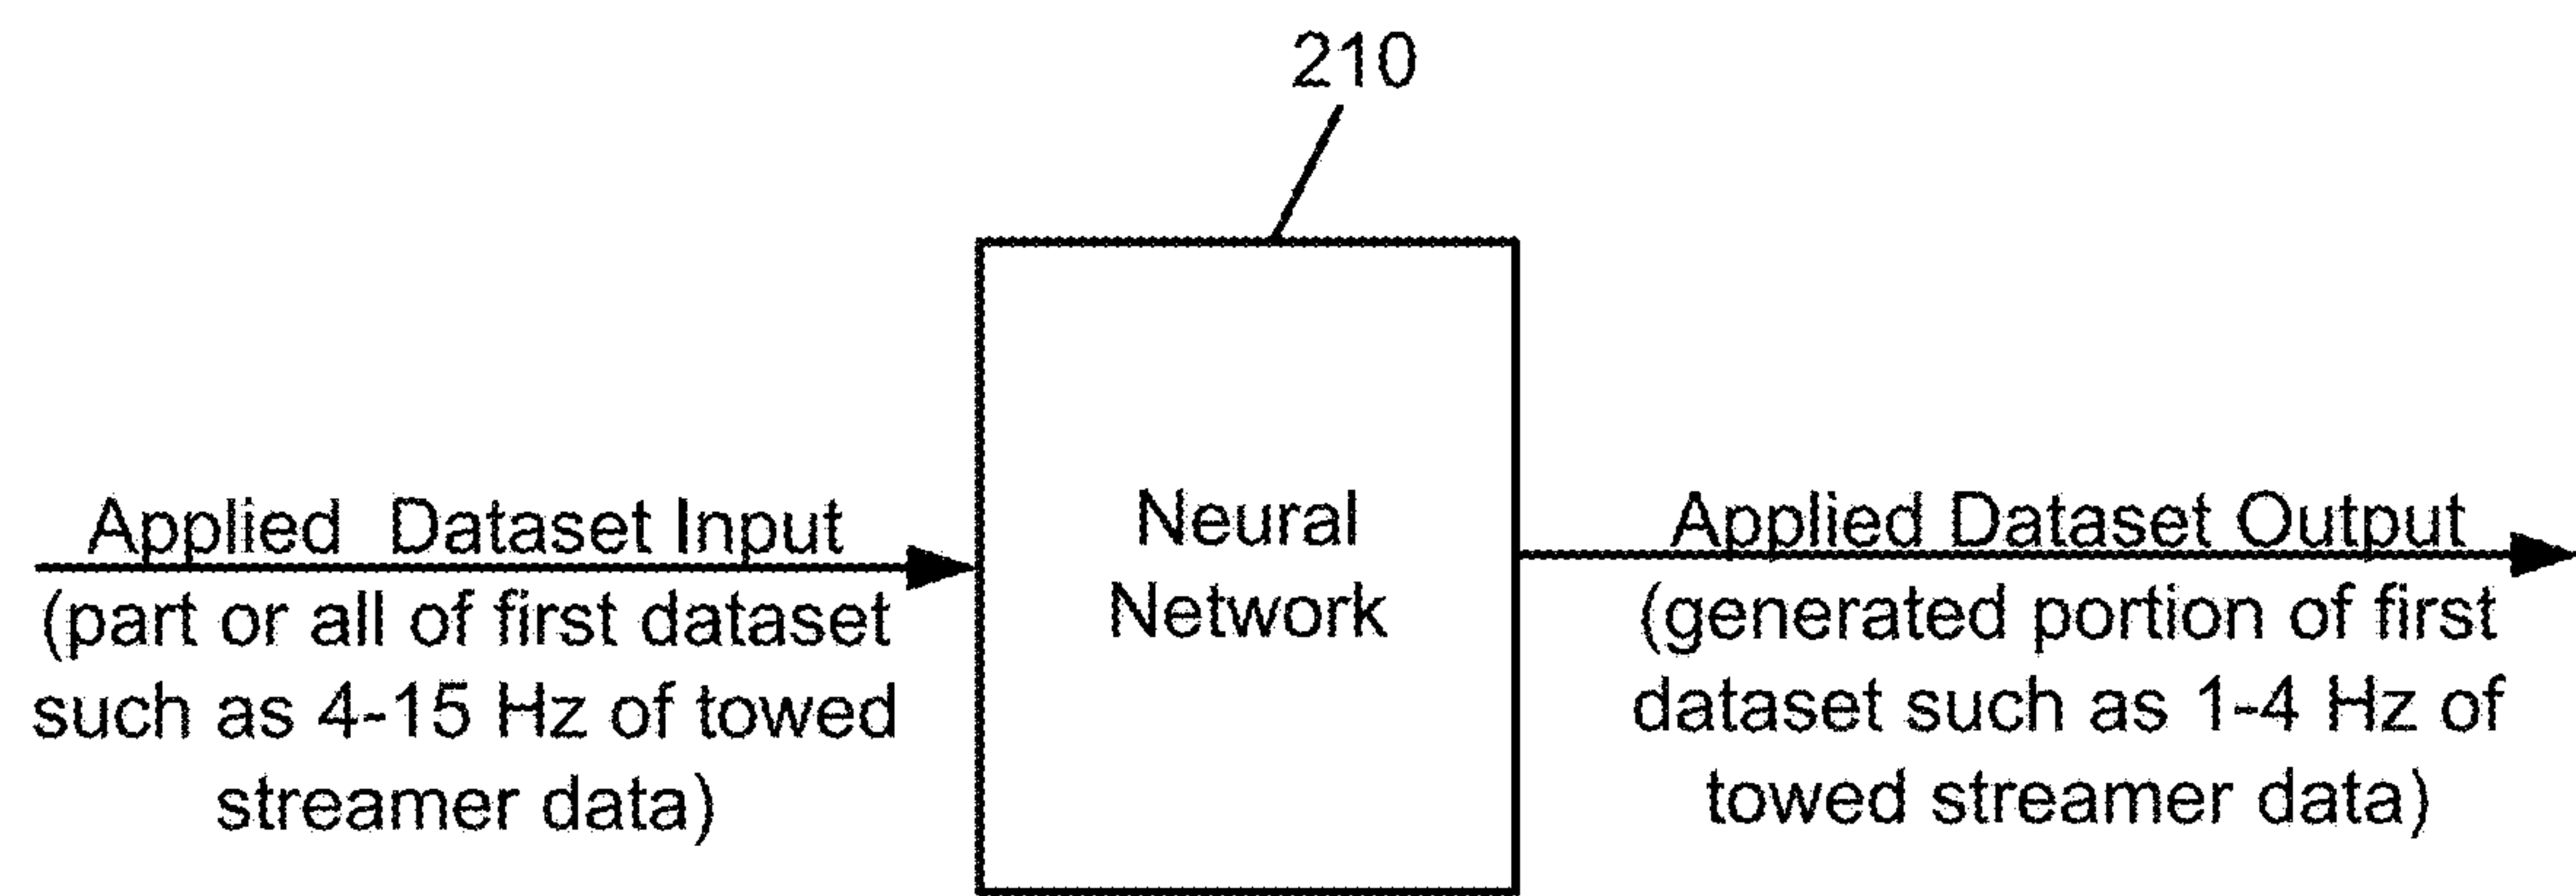 210
Applied Dataset Input
(part or all of first dataset
such as 4-15 Hz of towed
streamer data)
Neural
Network
Applied Dataset Output
(generated portion of first
dataset such as 1-4 Hz of
towed streamer data)